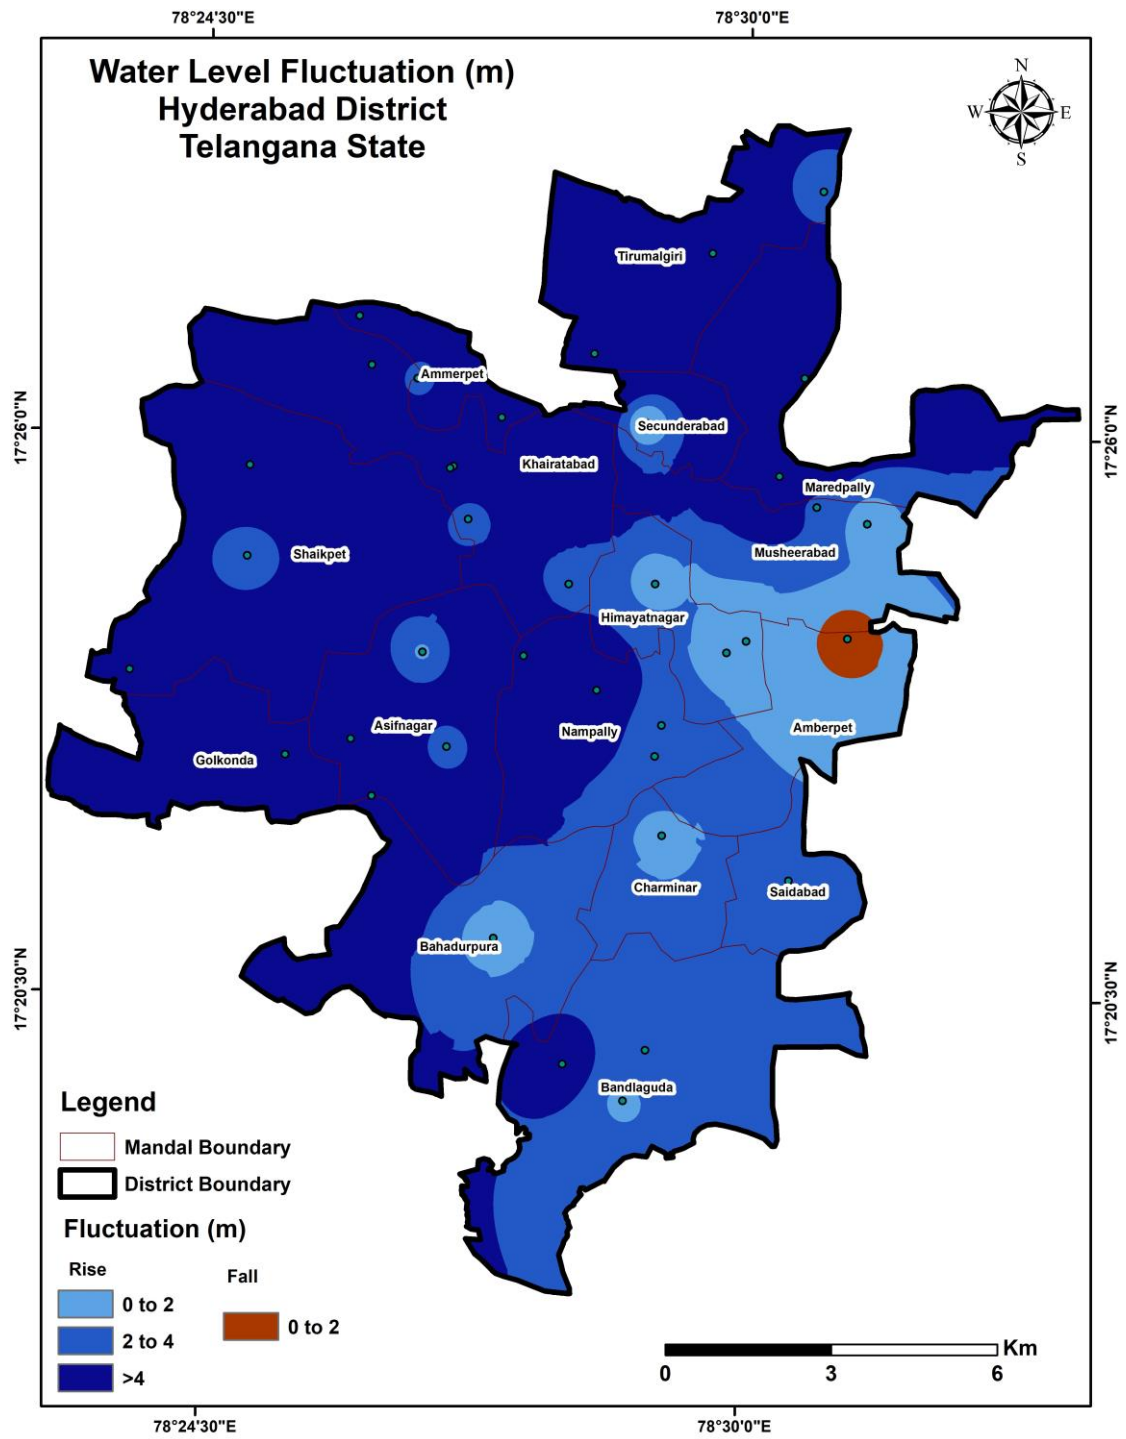 78°24'30"E
78°30'0"E
Water Level Fluctuation (m)
Hyderabad District
Telangana State
N
W
E
S
Tirumalgiri
Ammerpet
17°26'0"N
Secunderabad
17°26'0"N
Khairatabad
Maredpally
Shaikpet
Musheerabad
Himayatnagar
Asifnagar
Nampally
Amberpet
Golkonda
Charminar
Saidabad
Bahadurpura
17°20'30"N
17°20'30"N
Bandlaguda
Legend
Mandal Boundary
District Boundary
Fluctuation (m)
Rise
Fall
0 to 2
0 to 2
2 to 4
>4
Km
0
3
6
78°24'30"E
78°30'0"E